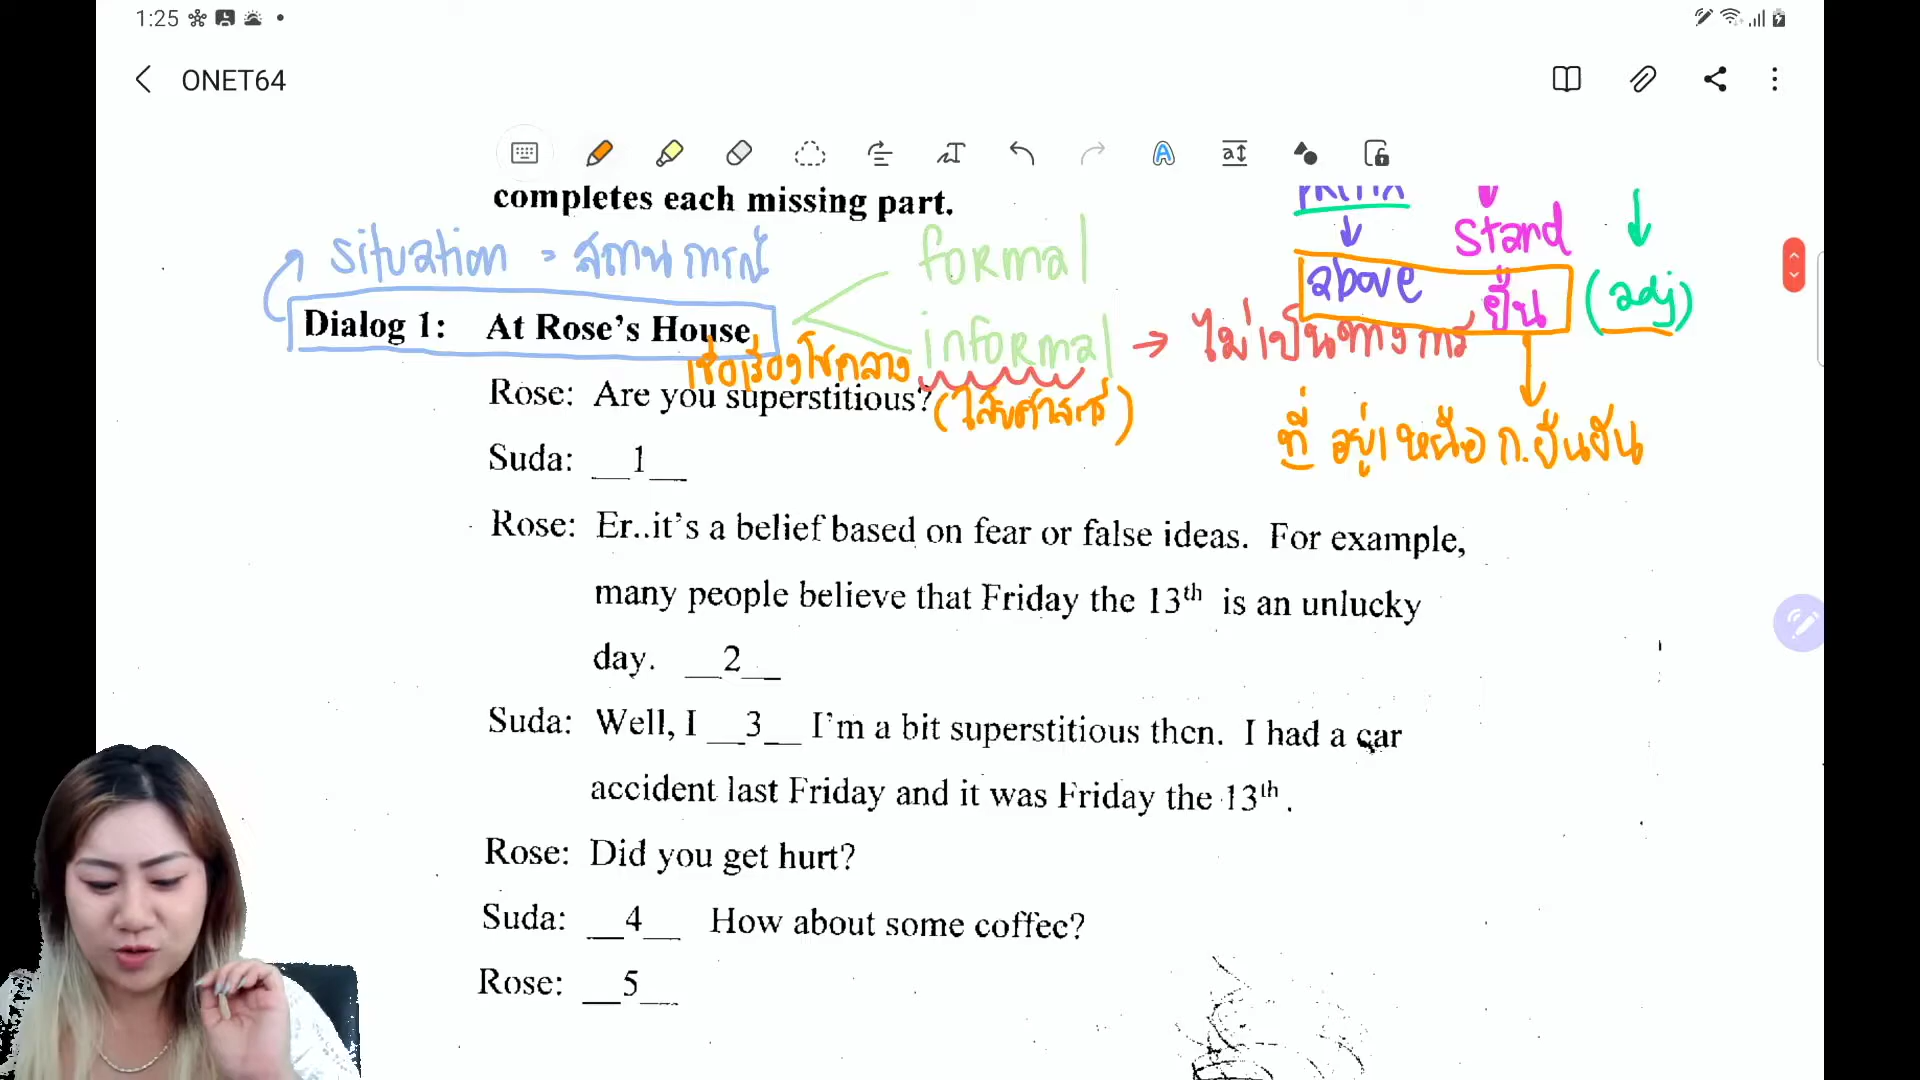 1:25
ONET64
completes each missing part.
stand
situation = สถานการณ์
formal
above ยืน (adj)
Dialog 1: At Rose's House
informal → ไม่เป็นทางการ
เชื่อเรื่องโชคลาง
Rose: Are you superstitious?
(ไสยศาสตร์)
ที่อยู่เหนือ ก.ยืนยัน
Suda: __1__
Rose: Er..it's a belief based on fear or false ideas. For example,
many people believe that Friday the 13th is an unlucky
day. __2__
Suda: Well, I __3__ I'm a bit superstitious then. I had a car
accident last Friday and it was Friday the 13th.
Rose: Did you get hurt?
Suda: __4__ How about some coffee?
Rose: __5__